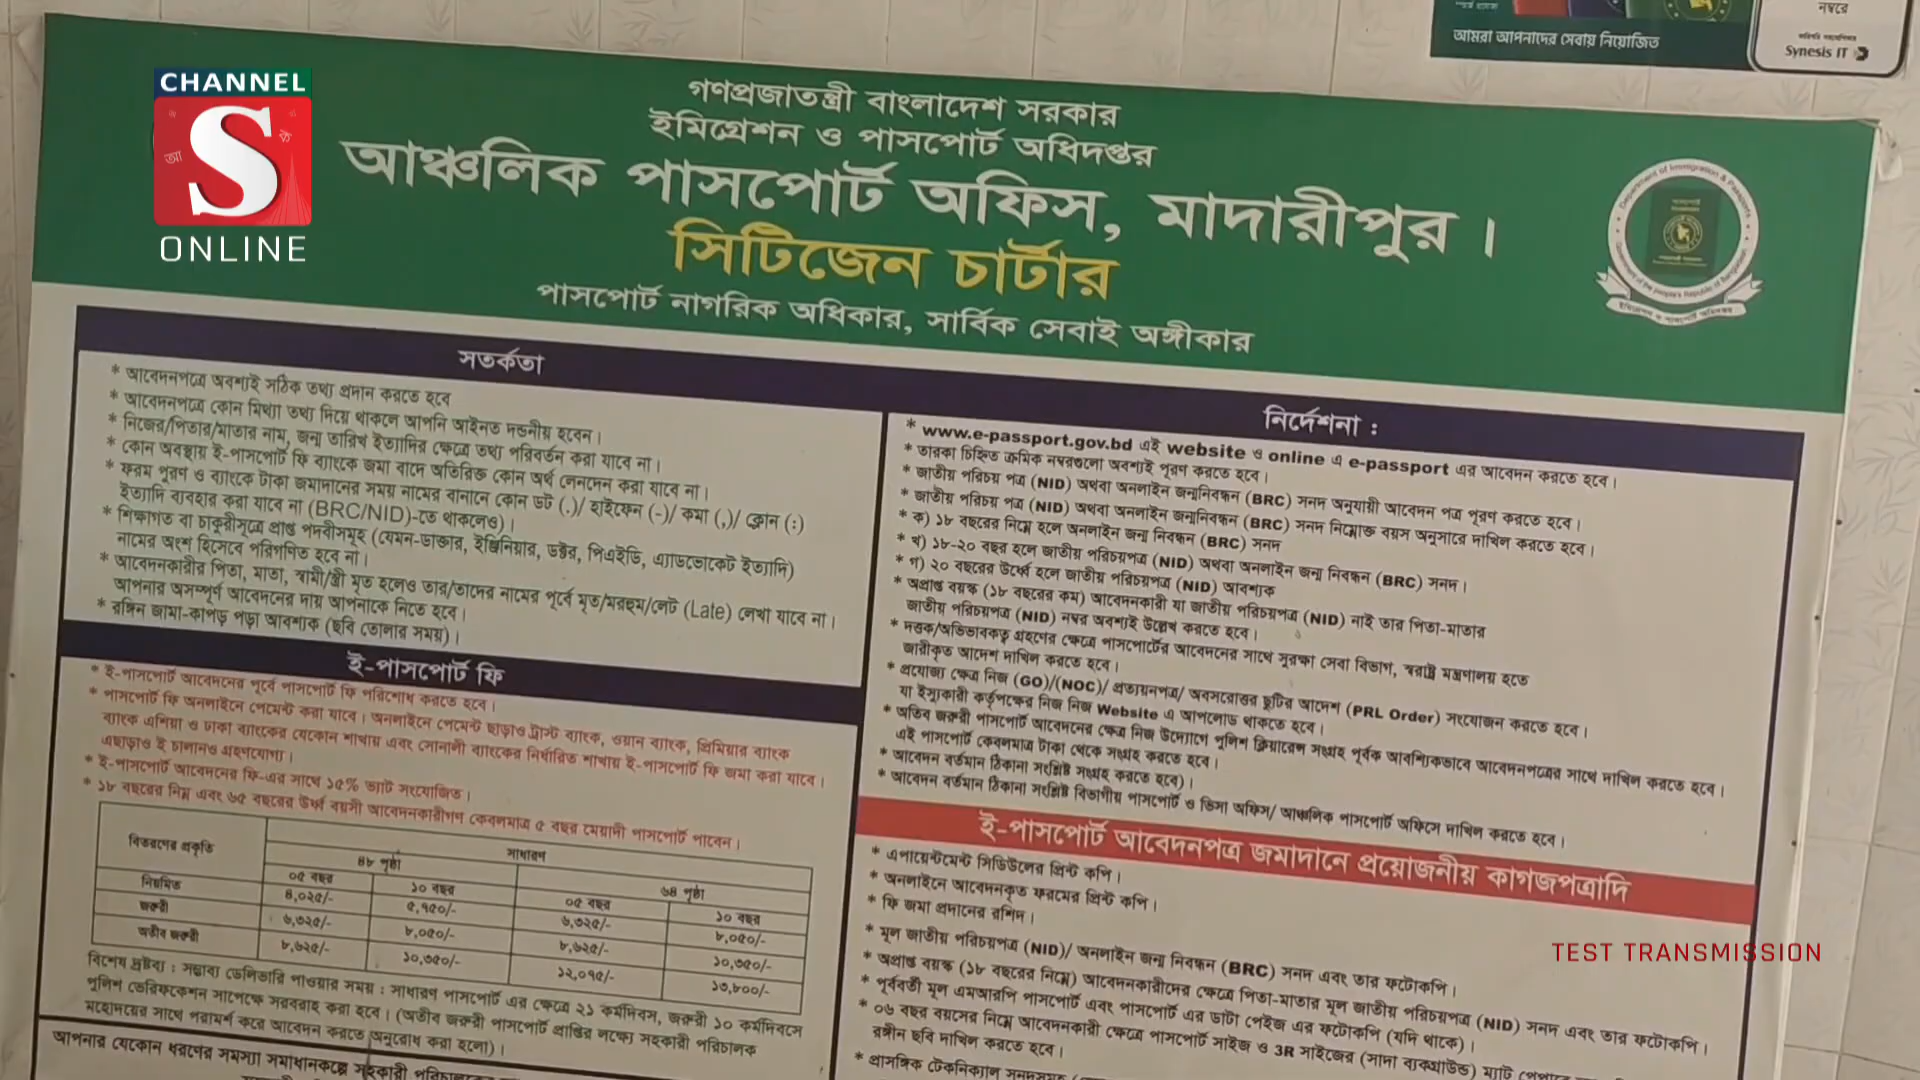 CHANNEL
S
ONLINE
আমরা আপনাদের সেবায় নিয়োজিত
নম্বরে
Synesis IT
গণপ্রজাতন্ত্রী বাংলাদেশ সরকার
ইমিগ্রেশন ও পাসপোর্ট অধিদপ্তর
আঞ্চলিক পাসপোর্ট অফিস, মাদারীপুর।
সিটিজেন চার্টার
পাসপোর্ট নাগরিক অধিকার, সার্বিক সেবাই অঙ্গীকার
সতর্কতা
* আবেদনপত্রে অবশ্যই সঠিক তথ্য প্রদান করতে হবে
* আবেদনপত্রে কোন মিথ্যা তথ্য দিয়ে থাকলে আপনি আইনত দন্ডনীয় হবেন।
* নিজের/পিতার/মাতার নাম, জন্ম তারিখ ইত্যাদির ক্ষেত্রে তথ্য পরিবর্তন করা যাবে না।
* কোন অবস্থায় ই-পাসপোর্ট ফি ব্যাংকে জমা বাদে অতিরিক্ত কোন অর্থ লেনদেন করা যাবে না।
* ফরম পুরণ ও ব্যাংকে টাকা জমাদানের সময় নামের বানানে কোন ডট (.)/ হাইফেন (-)/ কমা (,)/ ক্লোন (:)
ইত্যাদি ব্যবহার করা যাবে না (BRC/NID)-তে থাকলেও)।
* শিক্ষাগত বা চাকুরীসূত্রে প্রাপ্ত পদবীসমূহ (যেমন-ডাক্তার, ইঞ্জিনিয়ার, ডক্টর, পিএইডি, এ্যাডভোকেট ইত্যাদি)
নামের অংশ হিসেবে পরিগণিত হবে না।
* আবেদনকারীর পিতা, মাতা, স্বামী/স্ত্রী মৃত হলেও তার/তাদের নামের পূর্বে মৃত/মরহুম/লেট (Late) লেখা যাবে না।
আপনার অসম্পূর্ণ আবেদনের দায় আপনাকে নিতে হবে।
* রঙ্গিন জামা-কাপড় পড়া আবশ্যক (ছবি তোলার সময়)।
ই-পাসপোর্ট ফি
* ই-পাসপোর্ট আবেদনের পূর্বে পাসপোর্ট ফি পরিশোধ করতে হবে।
* পাসপোর্ট ফি অনলাইনে পেমেন্ট করা যাবে। অনলাইনে পেমেন্ট ছাড়াও ট্রাস্ট ব্যাংক, ওয়ান ব্যাংক, প্রিমিয়ার ব্যাংক
ব্যাংক এশিয়া ও ঢাকা ব্যাংকের যেকোন শাখায় এবং সোনালী ব্যাংকের নির্ধারিত শাখায় ই-পাসপোর্ট ফি জমা করা যাবে।
এছাড়াও ই চালানও গ্রহণযোগ্য।
* ই-পাসপোর্ট আবেদনের ফি-এর সাথে ১৫% ভ্যাট সংযোজিত।
* ১৮ বছরের নিম্ন এবং ৬৫ বছরের উর্ধ্ব বয়সী আবেদনকারীগণ কেবলমাত্র ৫ বছর মেয়াদী পাসপোর্ট পাবেন।
বিতরণের প্রকৃতি সাধারণ
৪৮ পৃষ্ঠা ৬৪ পৃষ্ঠা
০৫ বছর ১০ বছর ০৫ বছর ১০ বছর
নিয়মিত ৪,০২৫/- ৫,৭৫০/- ৬,৩২৫/- ৮,০৫০/-
জরুরী ৬,৩২৫/- ৮,০৫০/- ৮,৬২৫/- ১০,৩৫০/-
অতীব জরুরী ৮,৬২৫/- ১০,৩৫০/- ১২,০৭৫/- ১৩,৮০০/-
বিশেষ দ্রষ্টব্য : সম্ভাব্য ডেলিভারি পাওয়ার সময় : সাধারণ পাসপোর্ট এর ক্ষেত্রে ২১ কর্মদিবস, জরুরী ১০ কর্মদিবসে
পুলিশ ভেরিফকেশন সাপেক্ষে সরবরাহ করা হবে। (অতীব জরুরী পাসপোর্ট প্রাপ্তির লক্ষ্যে সহকারী পরিচালক
মহোদয়ের সাথে পরামর্শ করে আবেদন করতে অনুরোধ করা হলো)।
আপনার যেকোন ধরণের সমস্যা সমাধানকল্পে সহকারী
নির্দেশনা :
* www.e-passport.gov.bd এই website ও online এ e-passport এর আবেদন করতে হবে।
* তারকা চিহ্নিত ক্রমিক নম্বরগুলো অবশ্যই পূরণ করতে হবে।
* জাতীয় পরিচয় পত্র (NID) অথবা অনলাইন জন্মনিবন্ধন (BRC) সনদ অনুযায়ী আবেদন পত্র পূরণ করতে হবে।
* জাতীয় পরিচয় পত্র (NID) অথবা অনলাইন জন্মনিবন্ধন (BRC) সনদ নিম্নোক্ত বয়স অনুসারে দাখিল করতে হবে।
* ক) ১৮ বছরের নিম্নে হলে অনলাইন জন্ম নিবন্ধন (BRC) সনদ
* খ) ১৮-২০ বছর হলে জাতীয় পরিচয়পত্র (NID) অথবা অনলাইন জন্ম নিবন্ধন (BRC) সনদ।
* গ) ২০ বছরের উর্ধ্বে হলে জাতীয় পরিচয়পত্র (NID) আবশ্যক
* অপ্রাপ্ত বয়স্ক (১৮ বছরের কম) আবেদনকারী যা জাতীয় পরিচয়পত্র (NID) নাই তার পিতা-মাতার
জাতীয় পরিচয়পত্র (NID) নম্বর অবশ্যই উল্লেখ করতে হবে।
* দত্তক/অভিভাবকত্ব গ্রহণের ক্ষেত্রে পাসপোর্টের আবেদনের সাথে সুরক্ষা সেবা বিভাগ, স্বরাষ্ট্র মন্ত্রণালয় হতে
জারীকৃত আদেশ দাখিল করতে হবে।
* প্রযোজ্য ক্ষেত্র নিজ (GO)/(NOC)/ প্রত্যয়নপত্র/ অবসরোত্তর ছুটির আদেশ (PRL Order) সংযোজন করতে হবে।
যা ইস্যুকারী কর্তৃপক্ষের নিজ নিজ Website এ আপলোড থাকতে হবে।
* অতিব জরুরী পাসপোর্ট আবেদনের ক্ষেত্র নিজ উদ্যোগে পুলিশ ক্লিয়ারেন্স সংগ্রহ পূর্বক আবশ্যিকভাবে আবেদনপত্রের সাথে দাখিল করতে হবে।
এই পাসপোর্ট কেবলমাত্র ঢাকা থেকে সংগ্রহ করতে হবে।
* আবেদন বর্তমান ঠিকানা সংশ্লিষ্ট সংগ্রহ করতে হবে)।
* আবেদন বর্তমান ঠিকানা সংশ্লিষ্ট বিভাগীয় পাসপোর্ট ও ভিসা অফিস/ আঞ্চলিক পাসপোর্ট অফিসে দাখিল করতে হবে।
ই-পাসপোর্ট আবেদনপত্র জমাদানে প্রয়োজনীয় কাগজপত্রাদি
* এপায়েন্টমেন্ট সিডিউলের প্রিন্ট কপি।
* অনলাইনে আবেদনকৃত ফরমের প্রিন্ট কপি।
* ফি জমা প্রদানের রশিদ।
* মূল জাতীয় পরিচয়পত্র (NID)/ অনলাইন জন্ম নিবন্ধন (BRC) সনদ এবং তার ফটোকপি।
* অপ্রাপ্ত বয়স্ক (১৮ বছরের নিম্নে) আবেদনকারীদের ক্ষেত্রে পিতা-মাতার মূল জাতীয় পরিচয়পত্র (NID) সনদ এবং তার ফটোকপি।
* পূর্ববর্তী মূল এমআরপি পাসপোর্ট এবং পাসপোর্ট এর ডাটা পেইজ এর ফটোকপি (যদি থাকে)।
* ০৬ বছর বয়সের নিম্নে আবেদনকারী ক্ষেত্রে পাসপোর্ট সাইজ ও 3R সাইজের (সাদা ব্যকগ্রাউন্ড) ম্যাট
রঙ্গীন ছবি দাখিল করতে হবে।
* প্রাসঙ্গিক টেকনিক্যাল
TEST TRANSMISSION